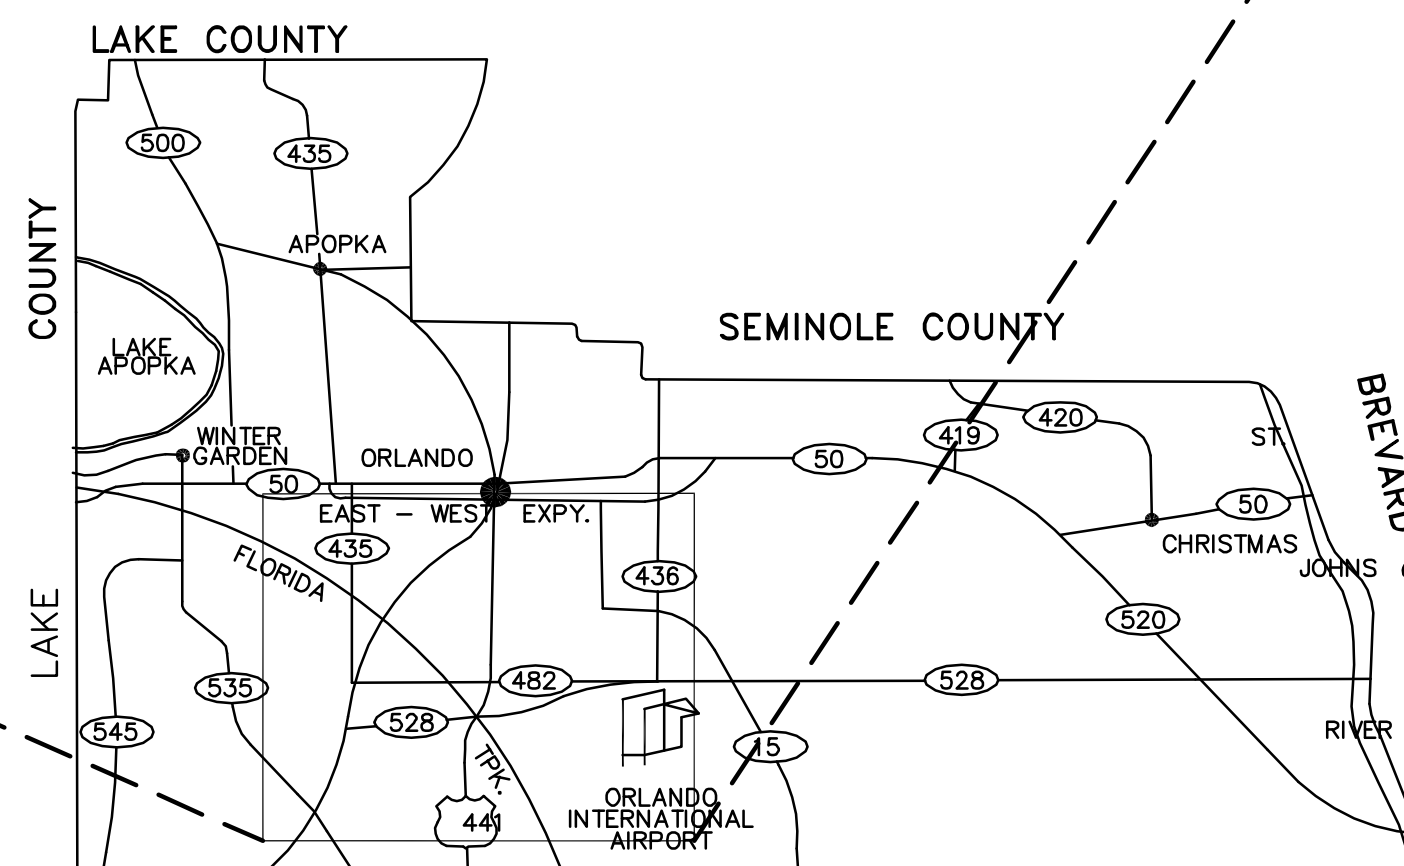 LAKE COUNTY
500
435
COUNTY
APOPKA
LAKE
APOPKA
SEMINOLE COUNTY
BREVARD
420
419
ST.
WINTER
GARDEN
ORLANDO
50
50
50
EAST - WEST EXPY.
CHRISTMAS
435
FLORIDA
436
JOHNS
LAKE
520
535
482
528
545
528
15
RIVER
TPK.
441
ORLANDO
INTERNATIONAL
AIRPORT